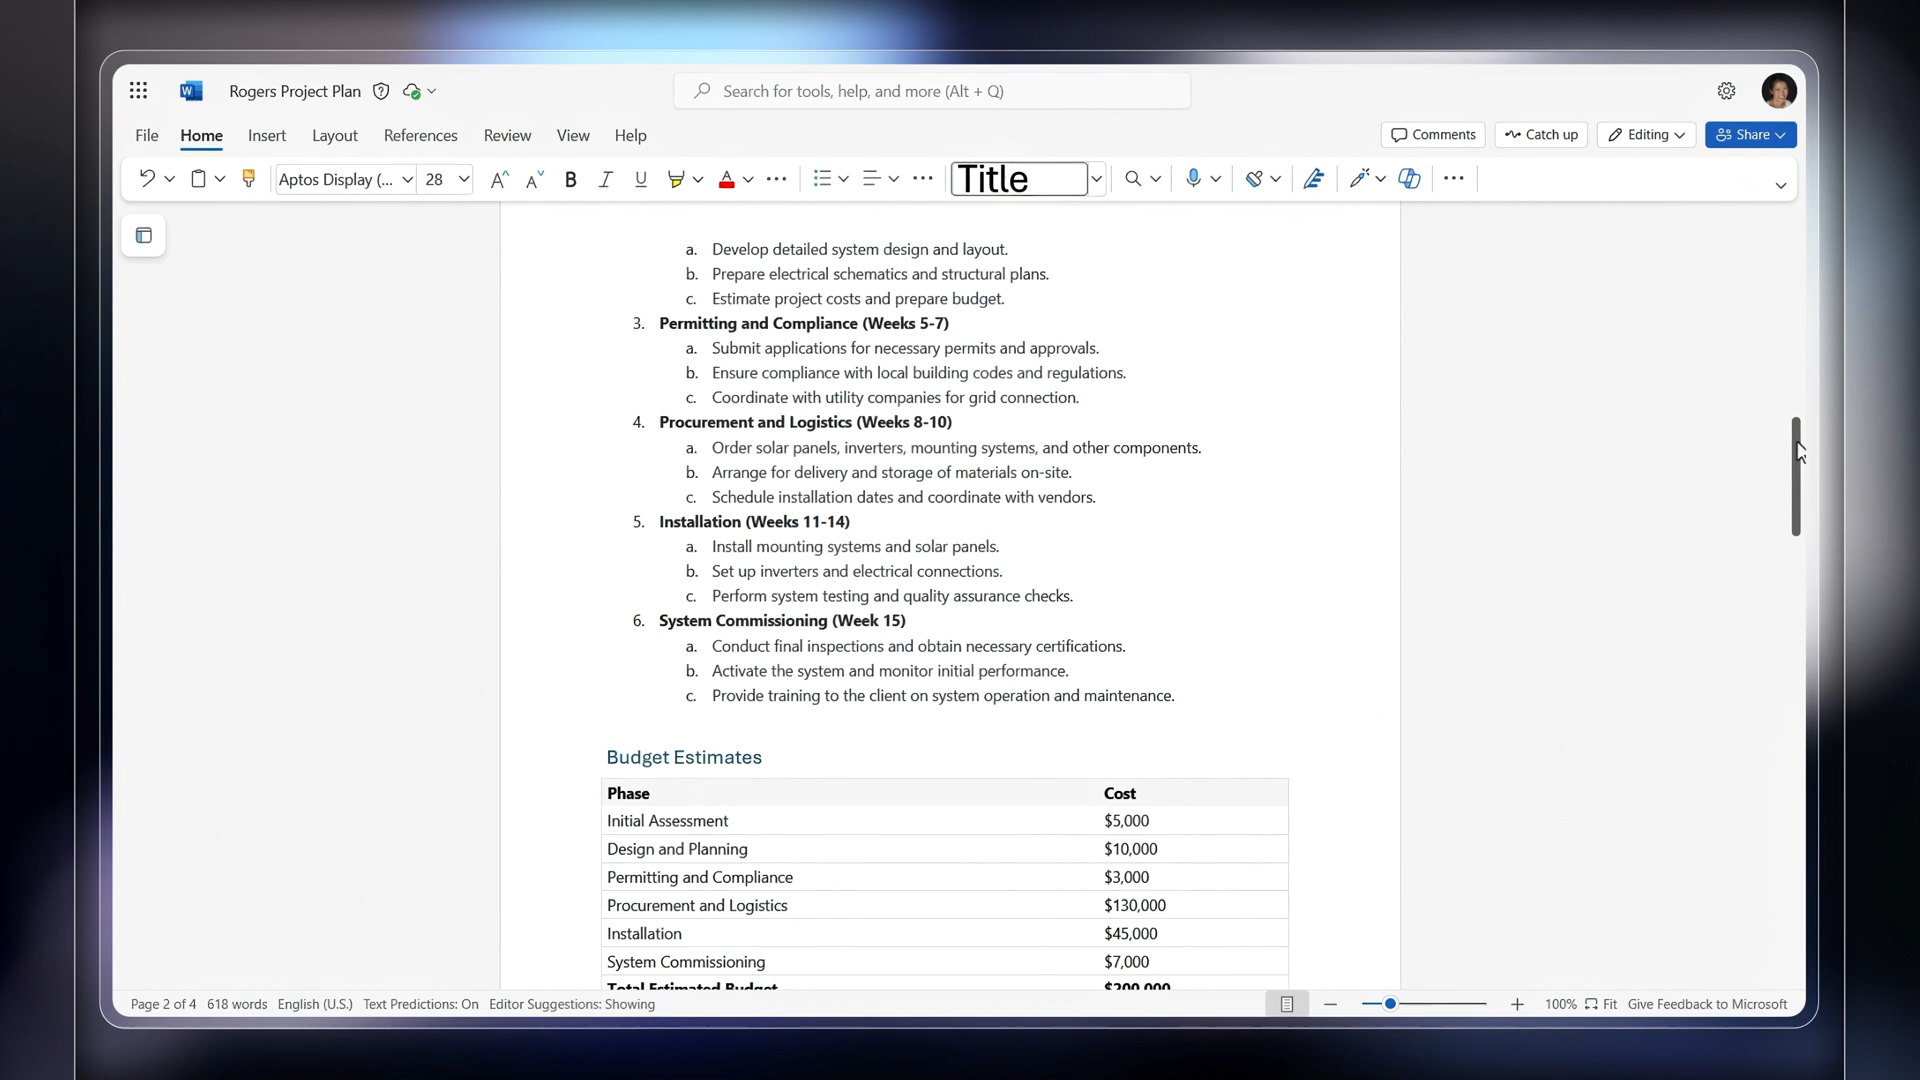 Rogers Project Plan
Search for tools, help, and more (Alt + Q)
File Home Insert Layout References Review View Help
Comments Catch up Editing Share
Aptos Display (... 28 Title
a. Develop detailed system design and layout.
b. Prepare electrical schematics and structural plans.
c. Estimate project costs and prepare budget.
3. Permitting and Compliance (Weeks 5-7)
a. Submit applications for necessary permits and approvals.
b. Ensure compliance with local building codes and regulations.
c. Coordinate with utility companies for grid connection.
4. Procurement and Logistics (Weeks 8-10)
a. Order solar panels, inverters, mounting systems, and other components.
b. Arrange for delivery and storage of materials on-site.
c. Schedule installation dates and coordinate with vendors.
5. Installation (Weeks 11-14)
a. Install mounting systems and solar panels.
b. Set up inverters and electrical connections.
c. Perform system testing and quality assurance checks.
6. System Commissioning (Week 15)
a. Conduct final inspections and obtain necessary certifications.
b. Activate the system and monitor initial performance.
c. Provide training to the client on system operation and maintenance.
Budget Estimates
Phase Cost
Initial Assessment $5,000
Design and Planning $10,000
Permitting and Compliance $3,000
Procurement and Logistics $130,000
Installation $45,000
System Commissioning $7,000
Total Estimated Budget $200,000
Page 2 of 4 618 words English (U.S.) Text Predictions: On Editor Suggestions: Showing 100% Fit Give Feedback to Microsoft